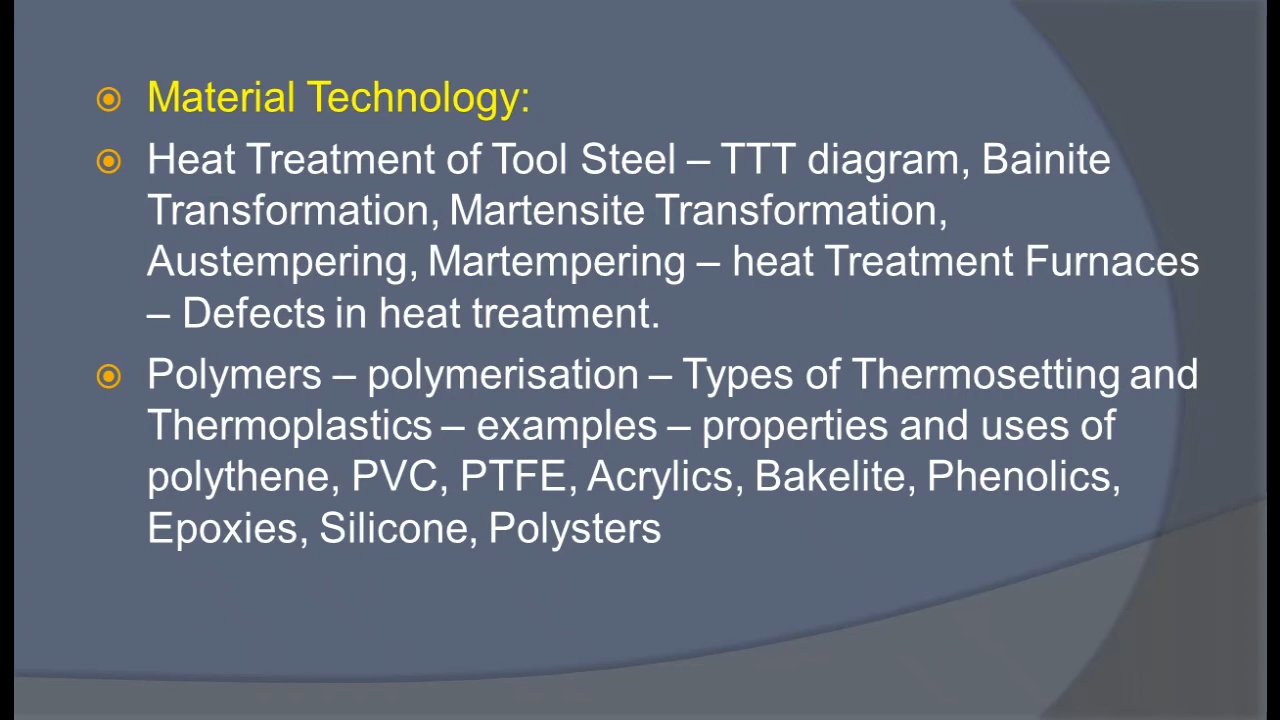 Material Technology:
Heat Treatment of Tool Steel – TTT diagram, Bainite
Transformation, Martensite Transformation,
Austempering, Martempering – heat Treatment Furnaces
– Defects in heat treatment.
Polymers – polymerisation – Types of Thermosetting and
Thermoplastics – examples – properties and uses of
polythene, PVC, PTFE, Acrylics, Bakelite, Phenolics,
Epoxies, Silicone, Polysters